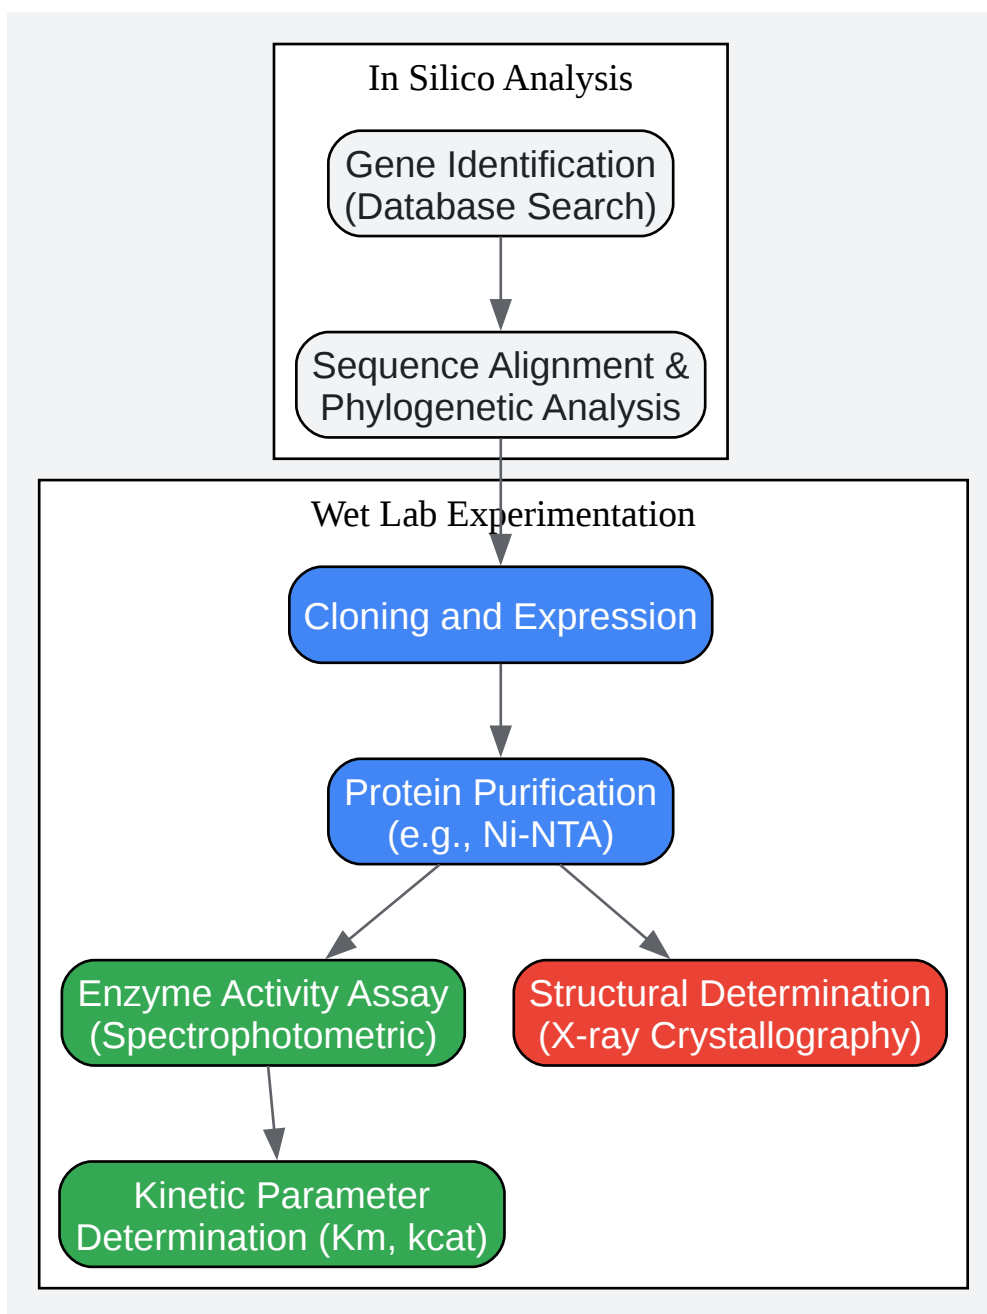 In Silico Analysis
Gene Identification
(Database Search)
Sequence Alignment &
Phylogenetic Analysis
Wet Lab Experimentation
Cloning and Expression
Protein Purification
(e.g., Ni-NTA)
Enzyme Activity Assay
(Spectrophotometric)
Structural Determination
(X-ray Crystallography)
Kinetic Parameter
Determination (Km, kcat)